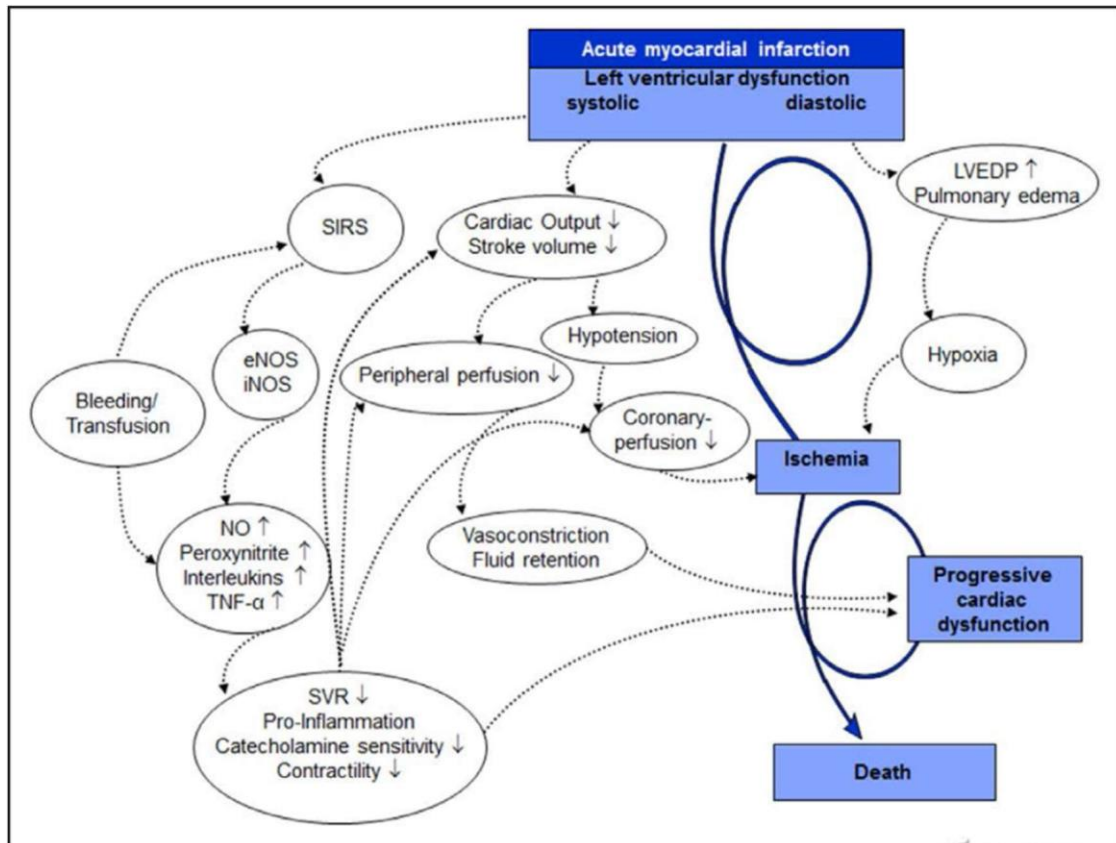 Acute myocardial infarction
Left ventricular dysfunction
systolic diastolic
LVEDP ↑
Pulmonary edema
SIRS
Cardiac Output ↓
Stroke volume ↓
Hypotension
Hypoxia
eNOS
iNOS
Peripheral perfusion ↓
Bleeding/
Transfusion
Coronary-
perfusion ↓
Ischemia
NO ↑
Peroxynitrite ↑
Interleukins ↑
TNF-α ↑
Vasoconstriction
Fluid retention
Progressive
cardiac
dysfunction
SVR ↓
Pro-Inflammation
Catecholamine sensitivity ↓
Contractility ↓
Death